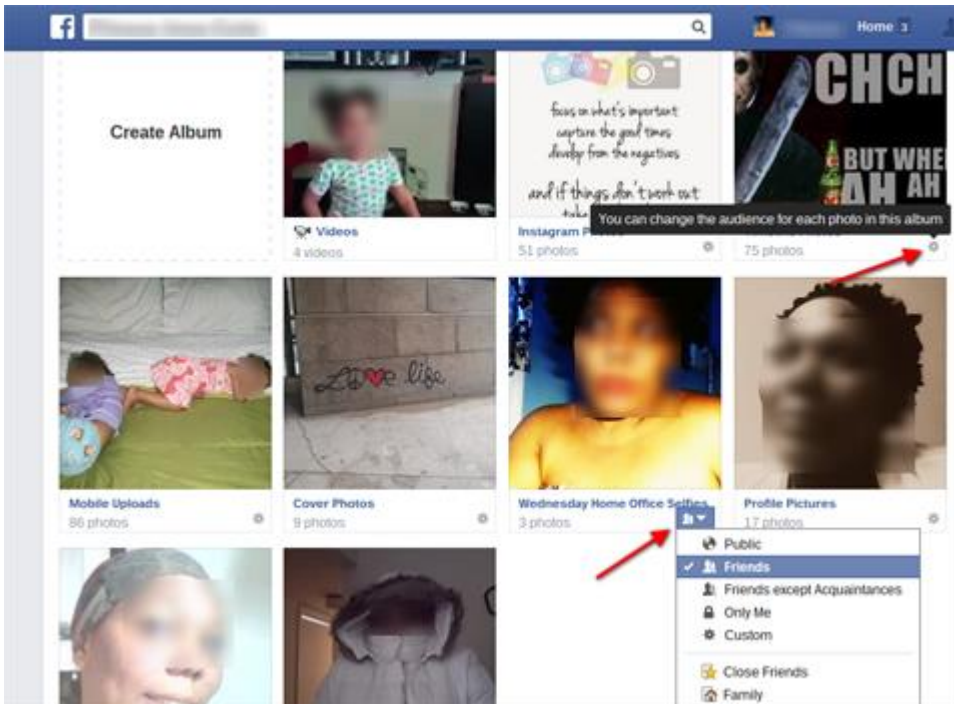 f
Home 3
Create Album
focus on what's important
capture the good times
develop from the negatives
and if things don't work out
CHCH
BUT WHE
AH AH
You can change the audience for each photo in this album
Videos
4 videos
Instagram
51 photos
75 photos
LOVE life
Mobile Uploads
86 photos
Cover Photos
9 photos
Wednesday Home Office Selfies
3 photos
Profile Pictures
17 photos
Public
Friends
Friends except Acquaintances
Only Me
Custom
Close Friends
Family